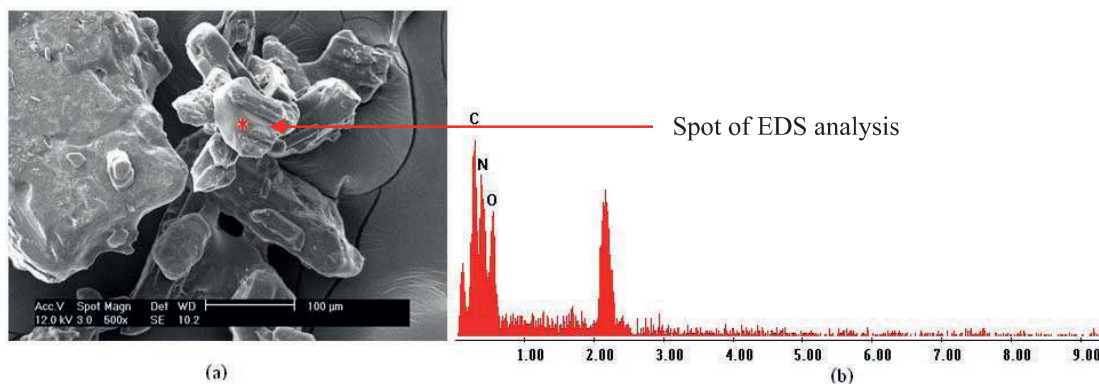 Acc.V Spot Magn Det WD 100 µm
12.0 kV 3.0 500x SE 10.2
*
Spot of EDS analysis
C
N
O
1.00 2.00 3.00 4.00 5.00 6.00 7.00 8.00 9.00
(a)
(b)